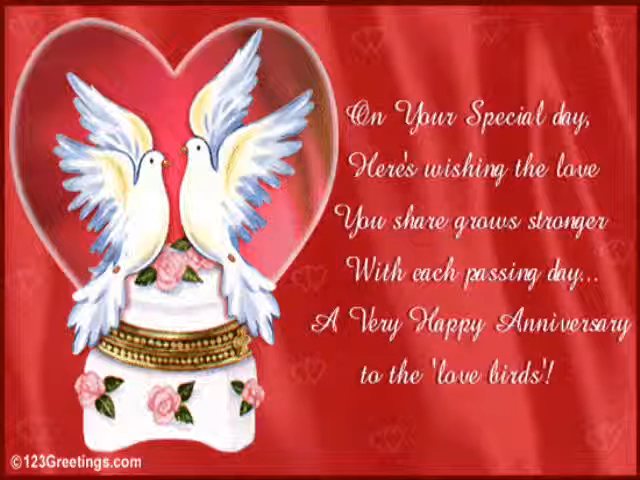 On Your Special day,
Here's wishing the love
You share grows stronger
With each passing day...
A Very Happy Anniversary
to the 'love birds'!
©123Greetings.com